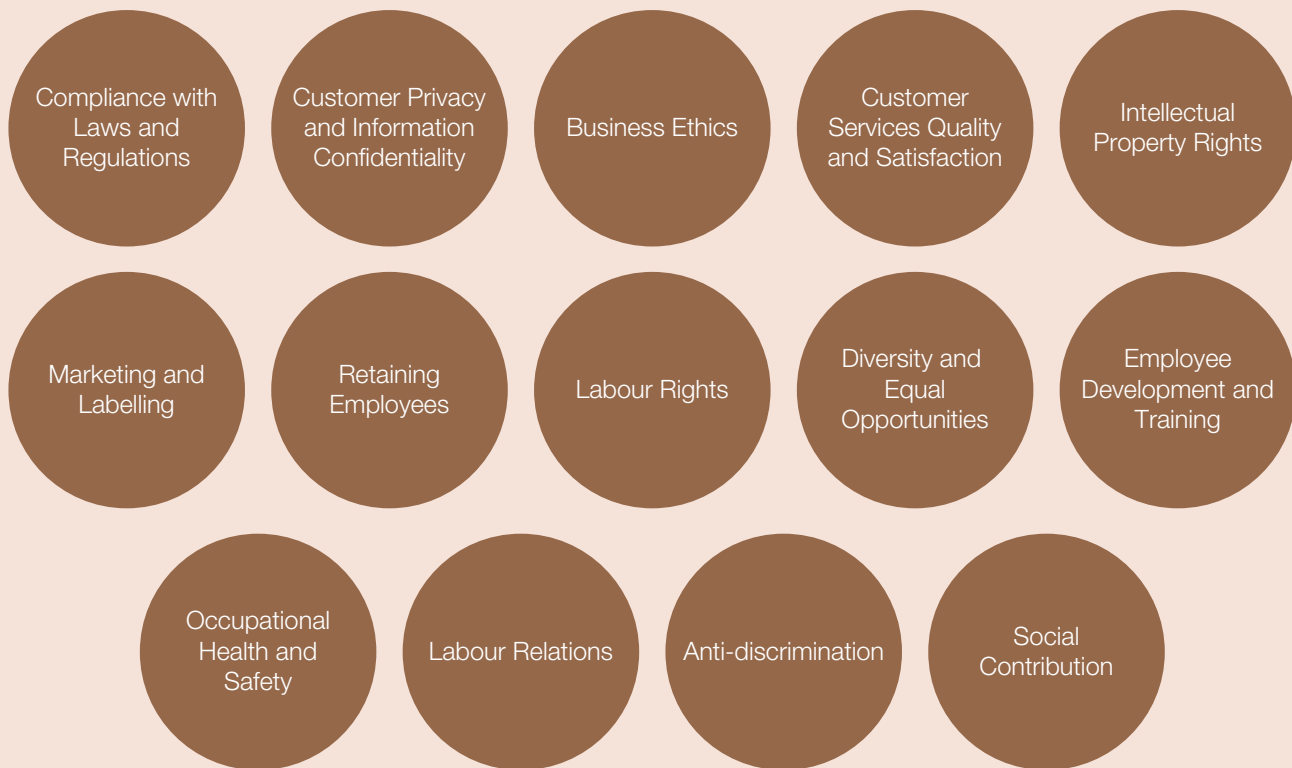 Compliance with
Laws and
Regulations
Customer Privacy
and Information
Confidentiality
Business Ethics
Customer
Services Quality
and Satisfaction
Intellectual
Property Rights
Marketing and
Labelling
Retaining
Employees
Labour Rights
Diversity and
Equal
Opportunities
Employee
Development and
Training
Occupational
Health and
Safety
Labour Relations
Anti-discrimination
Social
Contribution